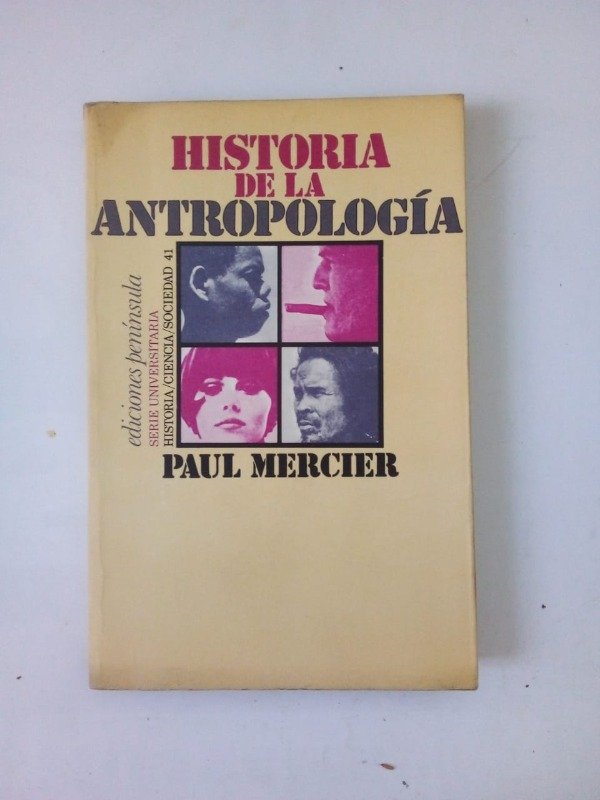 HISTORIA
DE LA
ANTROPOLOGÍA
ediciones península
SERIE UNIVERSITARIA
HISTORIA/CIENCIA/SOCIEDAD 41
PAUL MERCIER